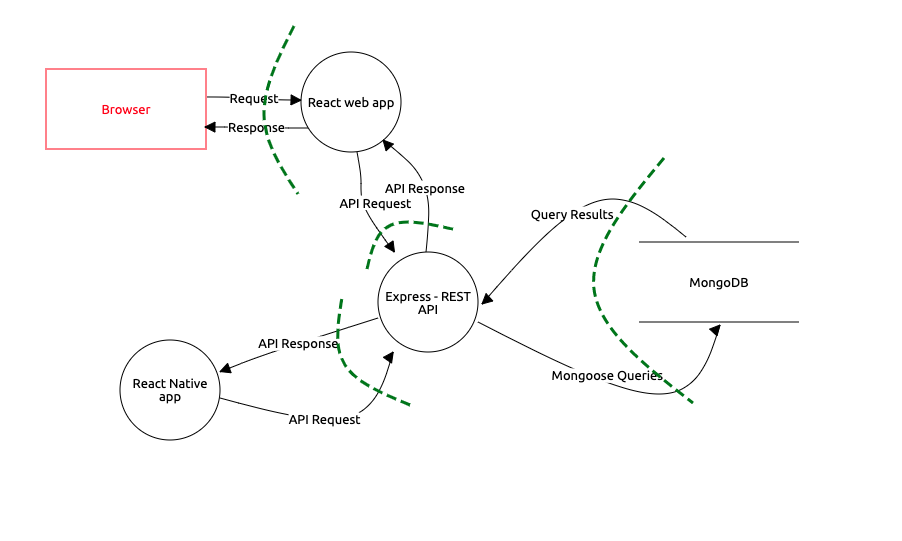 Request
React web app
Browser
Response
API Response
API Request
Query Results
MongoDB
Express - REST
API
API Response
Mongoose Queries
React Native
app
API Request